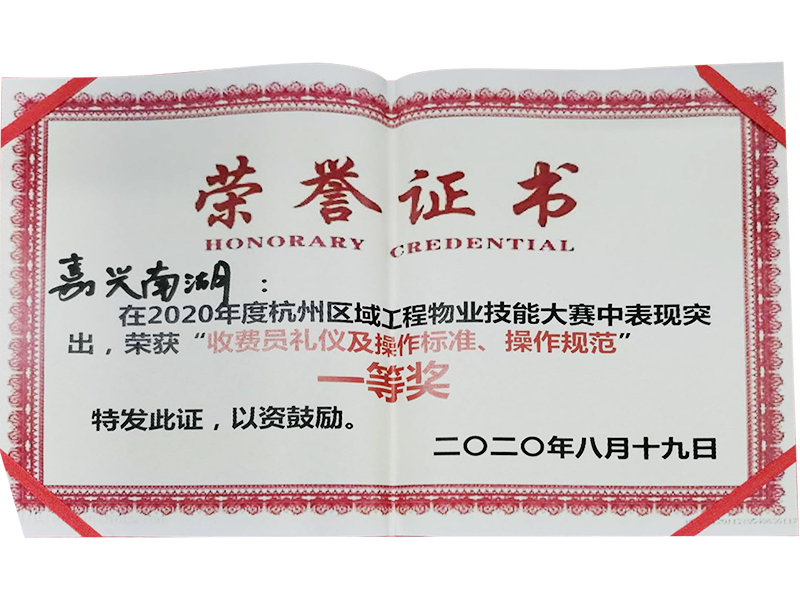 荣誉证书
HONORARY CREDENTIAL
嘉兴南湖：
在2020年度杭州区域工程物业技能大赛中表现突
出，荣获“收费员礼仪及操作标准、操作规范”
一等奖
特发此证，以资鼓励。
二〇二〇年八月十九日